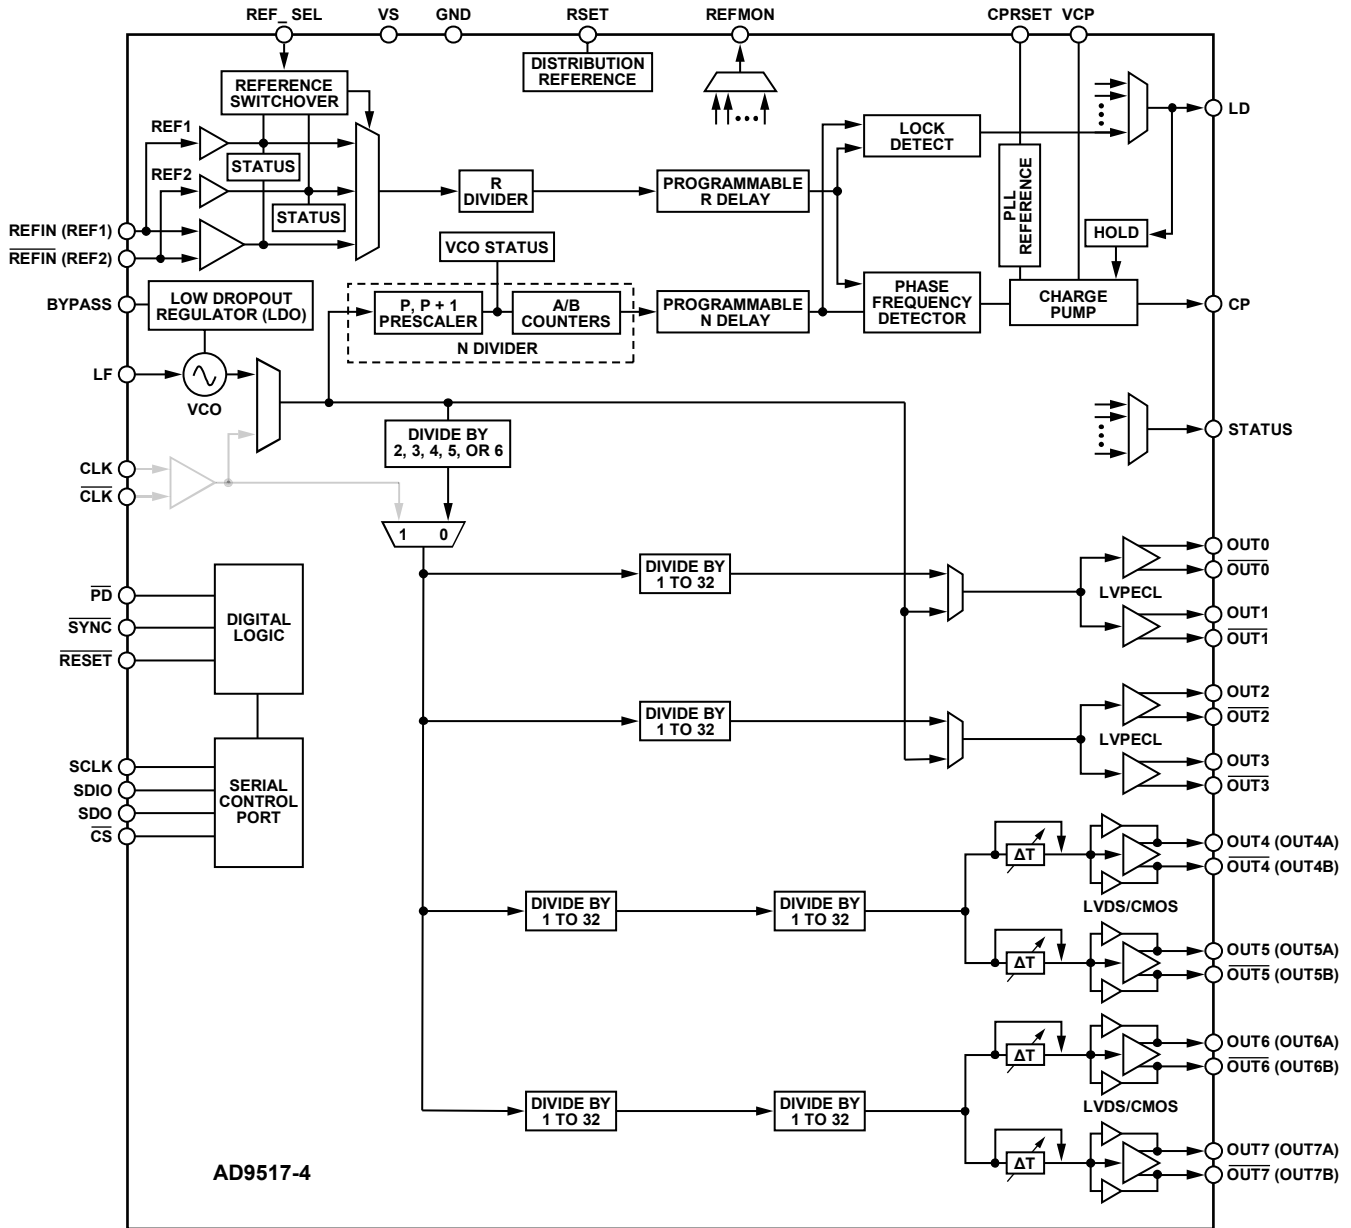 REF_ SEL VS GND RSET REFMON CPRSET VCP
DISTRIBUTION
REFERENCE
REFERENCE
SWITCHOVER
REF1
STATUS
REF2
STATUS
R
DIVIDER
PROGRAMMABLE
R DELAY
LOCK
DETECT
LD
PLL
REFERENCE
HOLD
REFIN (REF1)
REFIN (REF2)
BYPASS
LOW DROPOUT
REGULATOR (LDO)
VCO STATUS
P, P + 1
PRESCALER
A/B
COUNTERS
N DIVIDER
PROGRAMMABLE
N DELAY
PHASE
FREQUENCY
DETECTOR
CHARGE
PUMP
CP
LF
VCO
STATUS
DIVIDE BY
2, 3, 4, 5, OR 6
CLK
CLK
1 0
DIVIDE BY
1 TO 32
OUT0
OUT0
LVPECL
OUT1
OUT1
PD
SYNC
RESET
DIGITAL
LOGIC
DIVIDE BY
1 TO 32
OUT2
OUT2
LVPECL
OUT3
OUT3
SCLK
SDIO
SDO
CS
SERIAL
CONTROL
PORT
ΔT
OUT4 (OUT4A)
OUT4 (OUT4B)
DIVIDE BY
1 TO 32
DIVIDE BY
1 TO 32
LVDS/CMOS
ΔT
OUT5 (OUT5A)
OUT5 (OUT5B)
ΔT
OUT6 (OUT6A)
OUT6 (OUT6B)
DIVIDE BY
1 TO 32
DIVIDE BY
1 TO 32
LVDS/CMOS
ΔT
OUT7 (OUT7A)
OUT7 (OUT7B)
AD9517-4